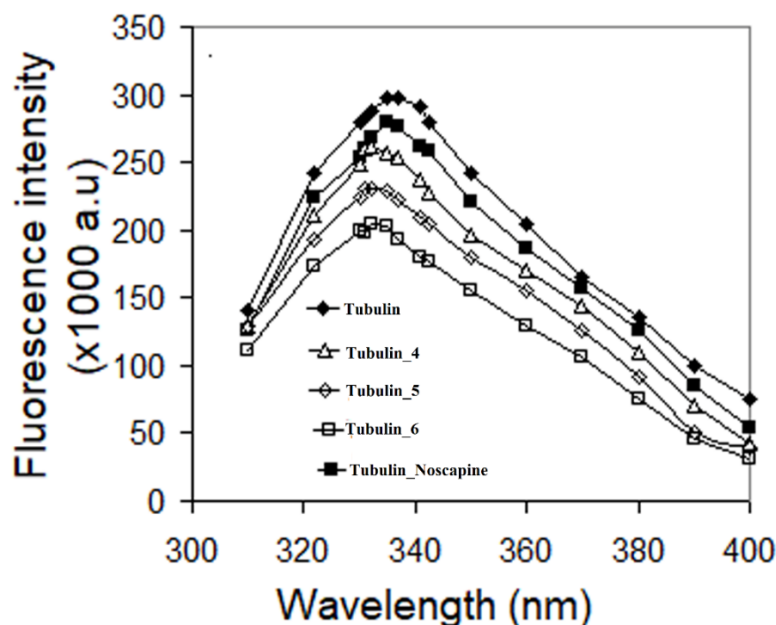 Fluorescence intensity
(x1000 a.u)
350
300
250
200
150
100
50
0
Tubulin
Tubulin_4
Tubulin_5
Tubulin_6
Tubulin_Noscapine
300 320 340 360 380 400
Wavelength (nm)